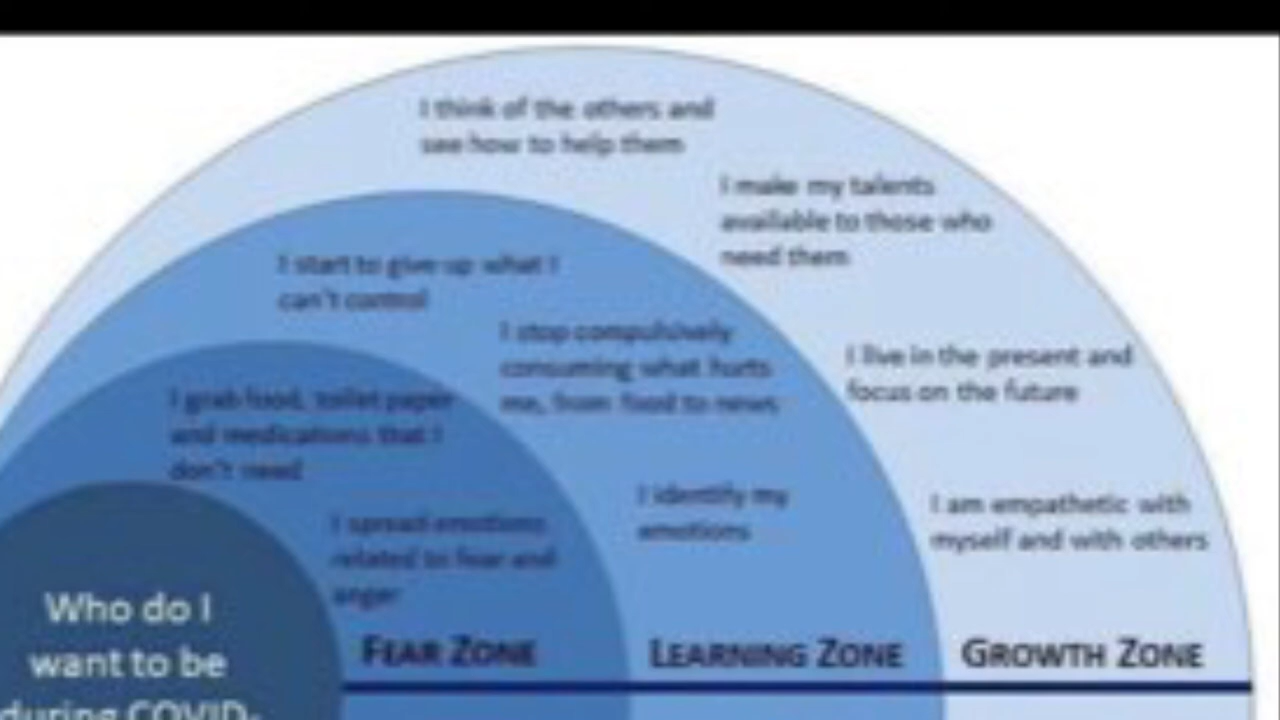 I think of the others and
see how to help them
I make my talents
available to those who
need them
I start to give up what I
can't control
I stop compulsively
consuming what hurts
me, from food to news
I live in the present and
focus on the future
I grab food, toilet paper
and medications that I
don't need
I identify my
emotions
I am empathetic with
myself and with others
I spread emotions
related to fear and
anger
Who do I
want to be
during COVID-
FEAR ZONE
LEARNING ZONE
GROWTH ZONE